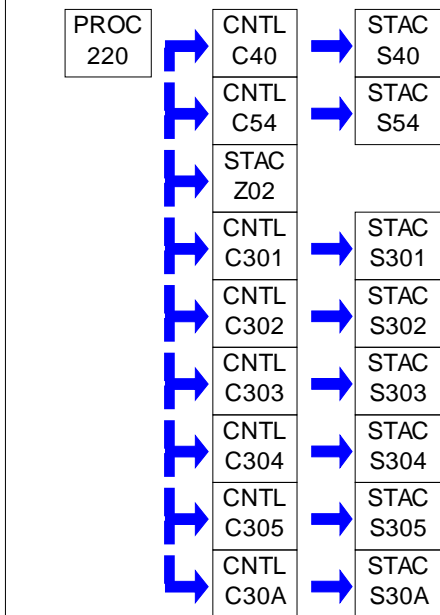 PROC
220
CNTL
C40
STAC
S40
CNTL
C54
STAC
S54
STAC
Z02
CNTL
C301
STAC
S301
CNTL
C302
STAC
S302
CNTL
C303
STAC
S303
CNTL
C304
STAC
S304
CNTL
C305
STAC
S305
CNTL
C30A
STAC
S30A